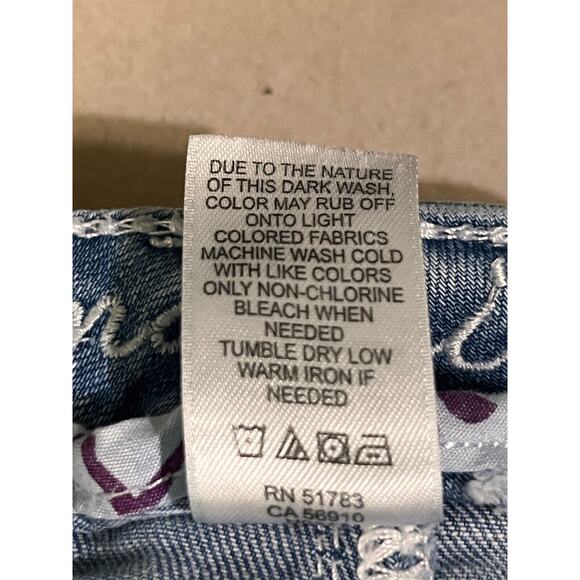 DUE TO THE NATURE
OF THIS DARK WASH,
COLOR MAY RUB OFF
ONTO LIGHT
COLORED FABRICS
MACHINE WASH COLD
WITH LIKE COLORS
ONLY NON-CHLORINE
BLEACH WHEN
NEEDED
TUMBLE DRY LOW
WARM IRON IF
NEEDED
RN 51783
CA 56910